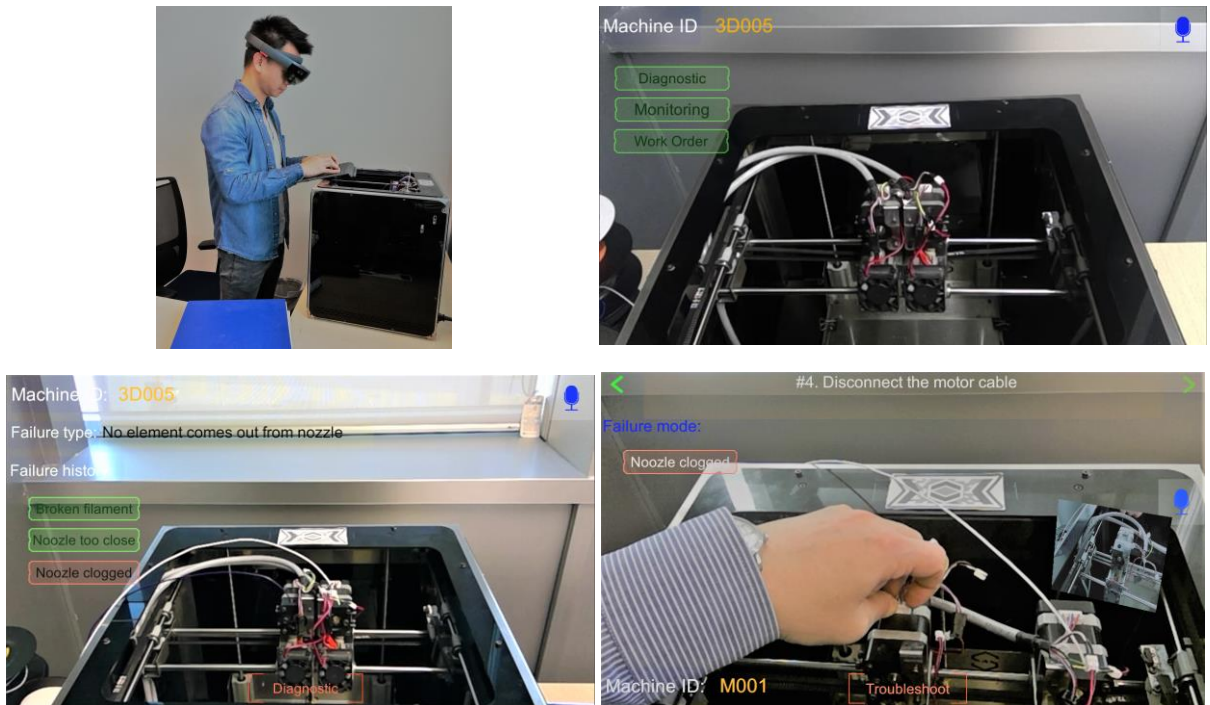 Machine ID 3D005
Diagnostic
Monitoring
Work Order
Machine ID: 3D005
Failure type: No element comes out from nozzle
Failure history
Broken filament
Noozle too close
Noozle clogged
Diagnostic
#4. Disconnect the motor cable
Failure mode:
Noozle clogged
Machine ID: M001
Troubleshoot